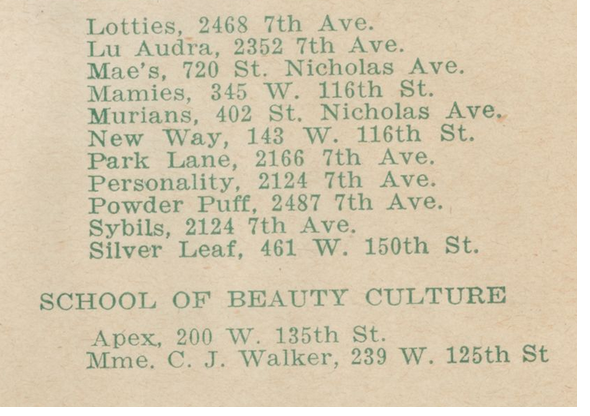 Lotties, 2468 7th Ave.
Lu Audra, 2352 7th Ave.
Mae's, 720 St. Nicholas Ave.
Mamies, 345 W. 116th St.
Murians, 402 St. Nicholas Ave.
New Way, 143 W. 116th St.
Park Lane, 2166 7th Ave.
Personality, 2124 7th Ave.
Powder Puff, 2487 7th Ave.
Sybils, 2124 7th Ave.
Silver Leaf, 461 W. 150th St.
SCHOOL OF BEAUTY CULTURE
Apex, 200 W. 135th St.
Mme. C. J. Walker, 239 W. 125th St